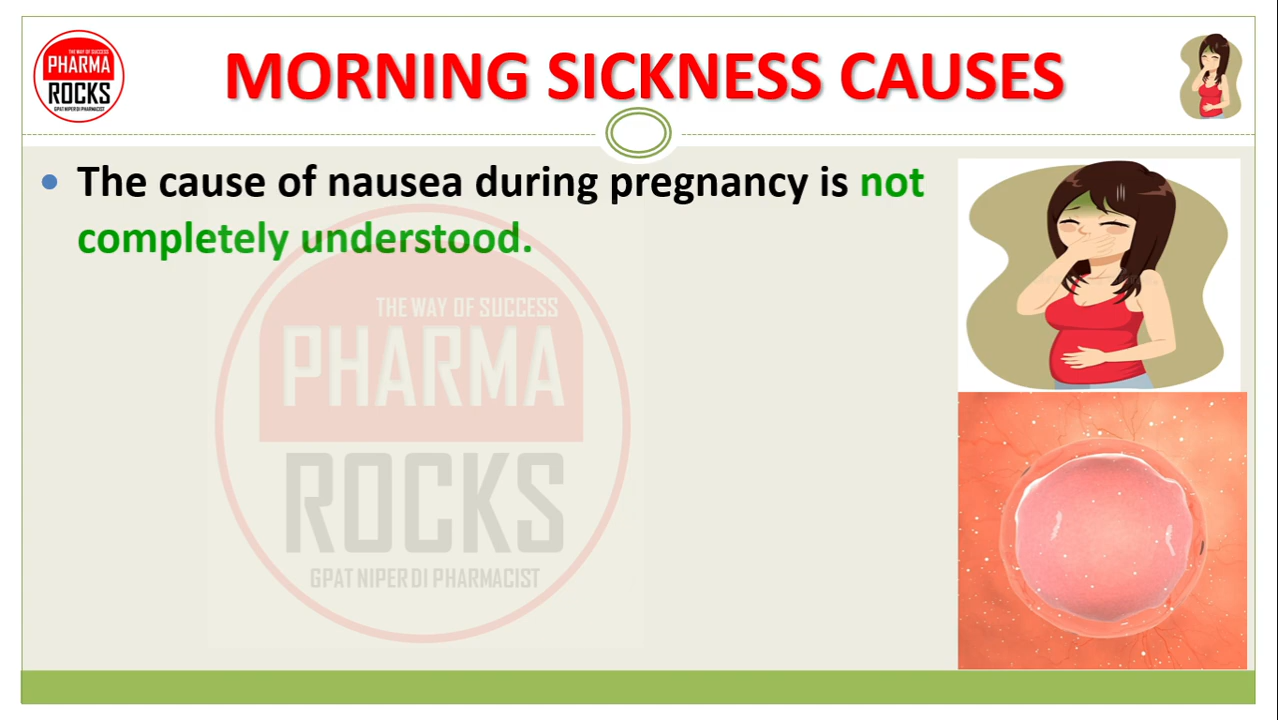 THE WAY OF SUCCESS
PHARMA
ROCKS
GPAT NIPER DI PHARMACIST
MORNING SICKNESS CAUSES
• The cause of nausea during pregnancy is not
completely understood.
THE WAY OF SUCCESS
PHARMA
ROCKS
GPAT NIPER DI PHARMACIST